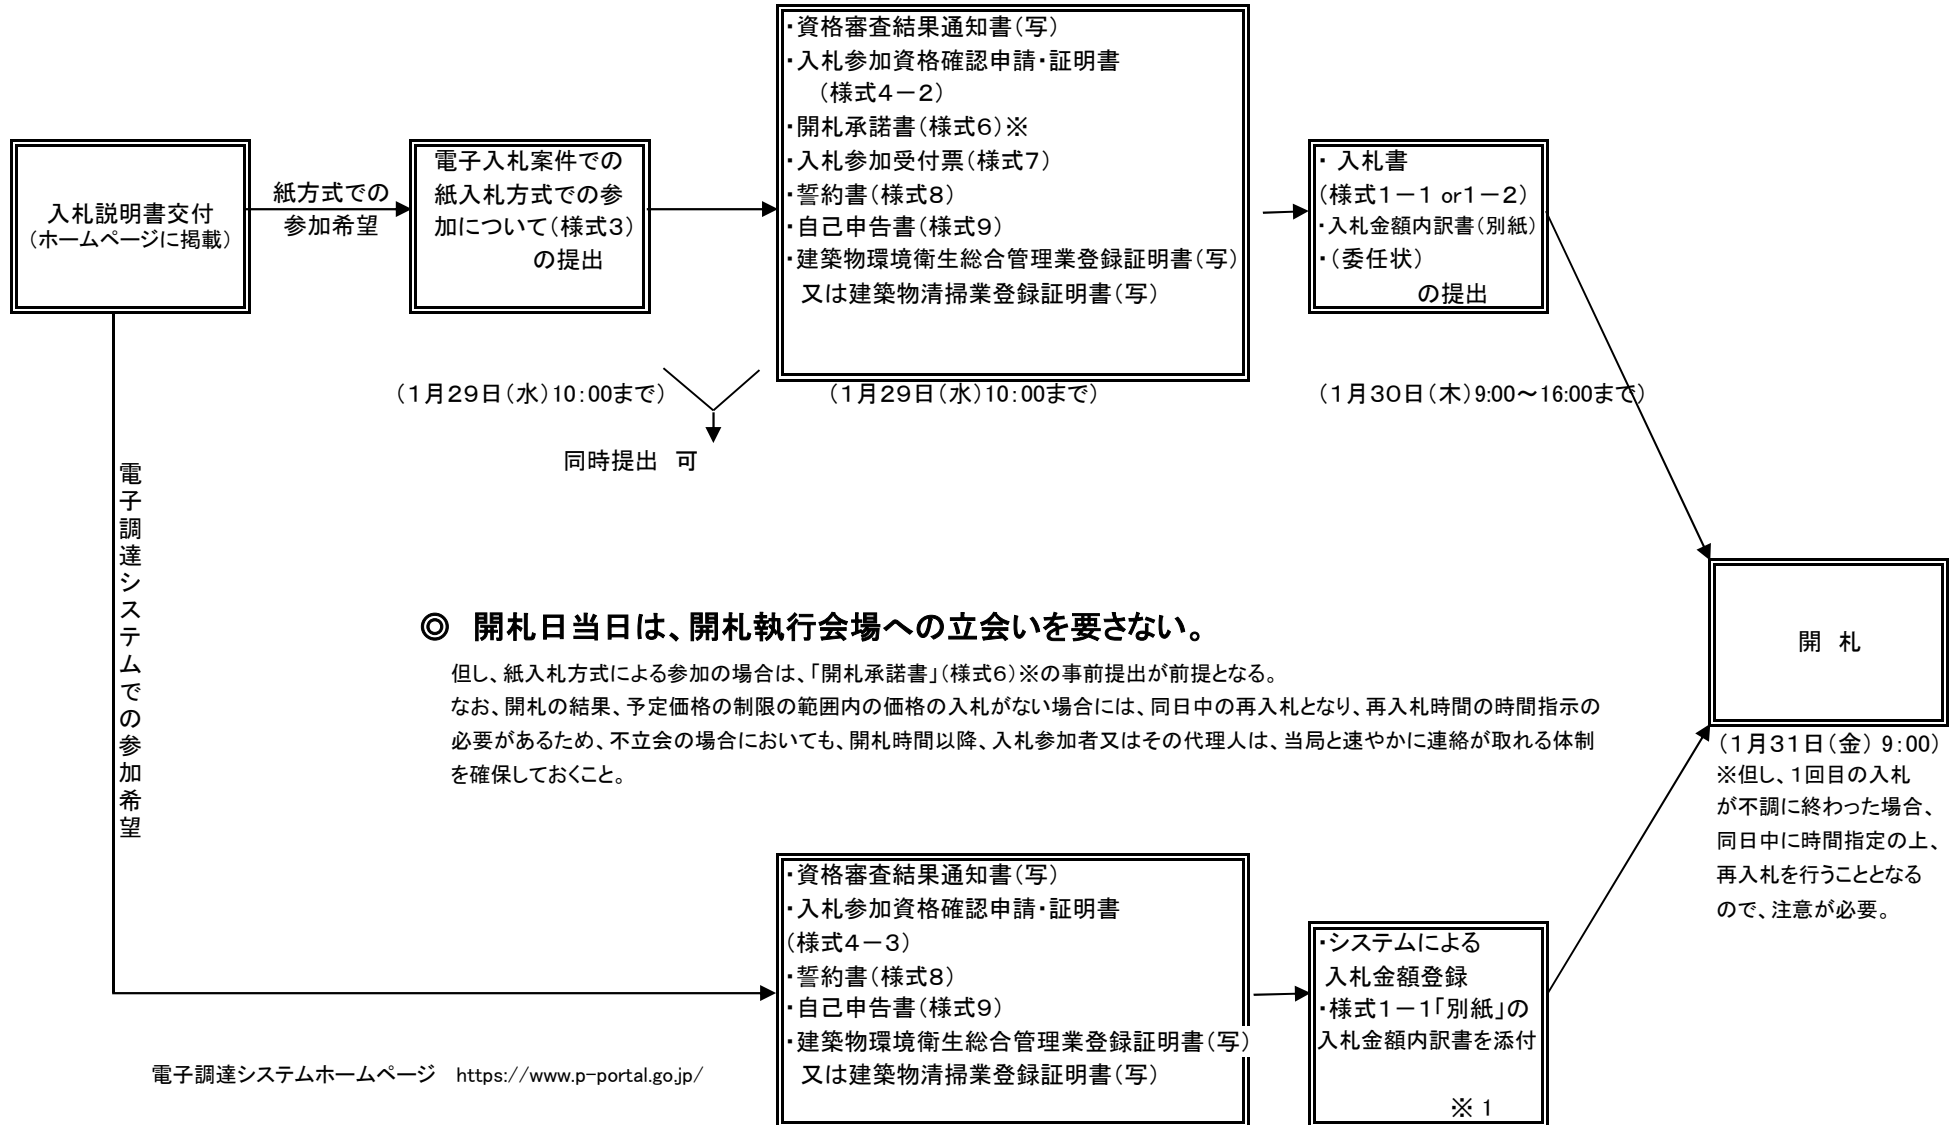 入札説明書交付
（ホームページに掲載）
紙方式での
参加希望
電子入札案件での
紙入札方式での参
加について（様式３）
の提出
・資格審査結果通知書（写）
・入札参加資格確認申請・証明書
（様式４－２）
・開札承諾書（様式６）※
・入札参加受付票（様式７）
・誓約書（様式８）
・自己申告書（様式９）
・建築物環境衛生総合管理業登録証明書（写）
又は建築物清掃業登録証明書（写）
・ 入札書
（様式１－１ or１－２）
・入札金額内訳書（別紙）
・（委任状）
の提出
（１月２９日（水）10：00まで）
（１月２９日（水）10：00まで）
（１月３０日（木）9:00～16:00まで）
同時提出　可
電子調達システムでの参加希望
◎　開札日当日は、開札執行会場への立会いを要さない。
但し、紙入札方式による参加の場合は、「開札承諾書」（様式６）※の事前提出が前提となる。
なお、開札の結果、予定価格の制限の範囲内の価格の入札がない場合には、同日中の再入札となり、再入札時間の時間指示の
必要があるため、不立会の場合においても、開札時間以降、入札参加者又はその代理人は、当局と速やかに連絡が取れる体制
を確保しておくこと。
開　札
（１月３１日（金） 9：00）
※但し、１回目の入札
が不調に終わった場合、
同日中に時間指定の上、
再入札を行うこととなる
ので、注意が必要。
・資格審査結果通知書（写）
・入札参加資格確認申請・証明書
（様式４－３）
・誓約書（様式８）
・自己申告書（様式９）
・建築物環境衛生総合管理業登録証明書（写）
又は建築物清掃業登録証明書（写）
・システムによる
入札金額登録
・様式１－１「別紙」の
入札金額内訳書を添付
※１
電子調達システムホームページ　https://www.p-portal.go.jp/